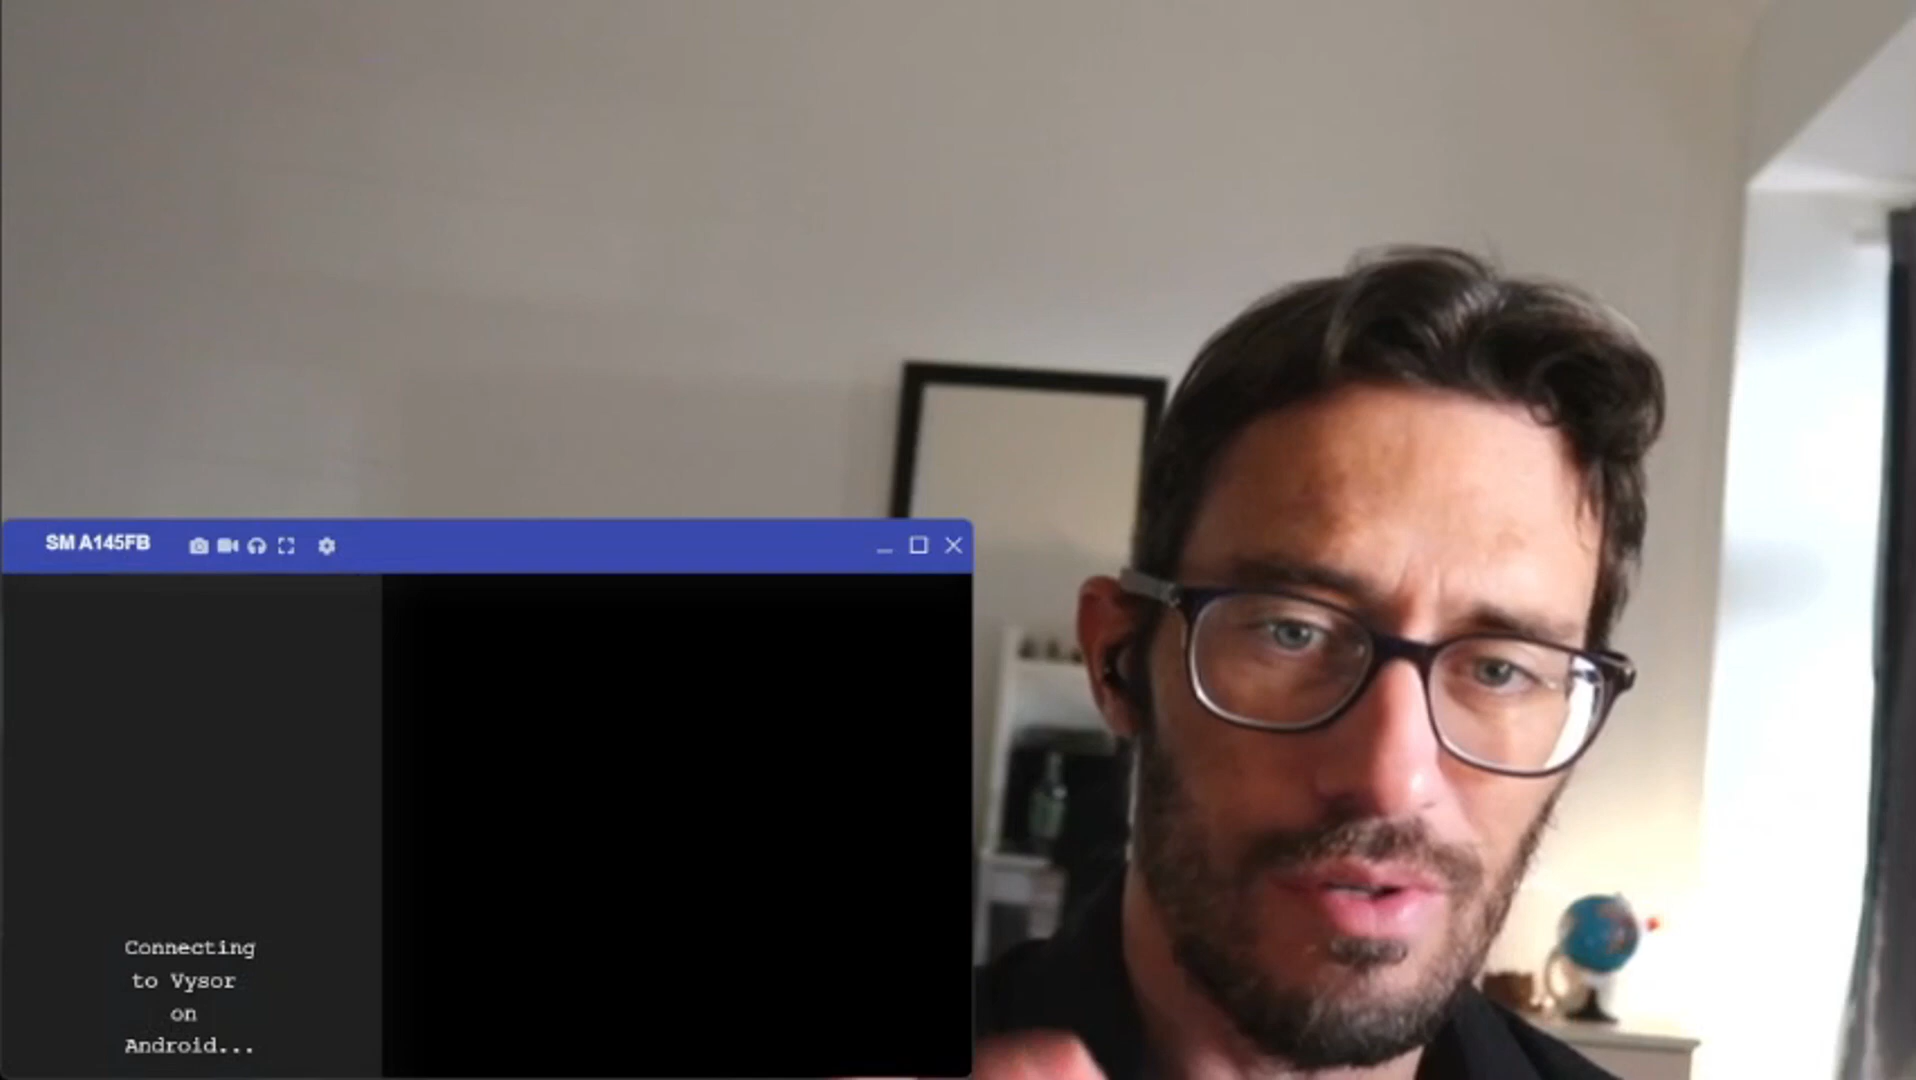 SM A145FB
Connecting
to Vysor
on
Android...